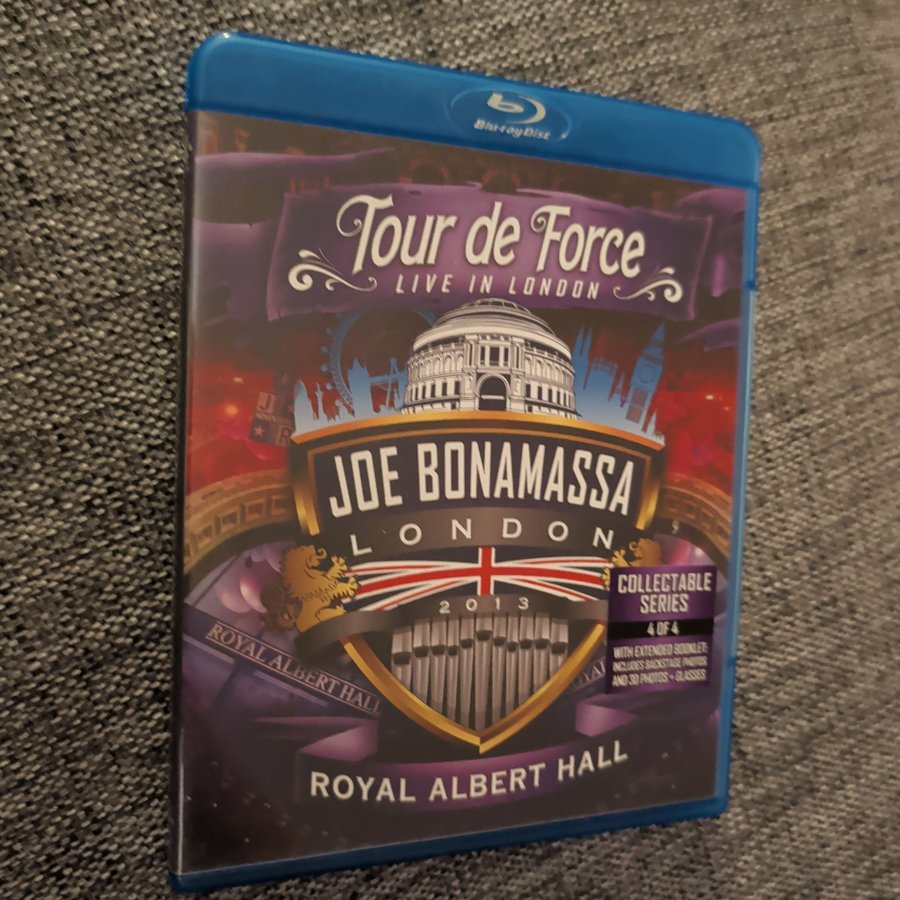 Blu-ray Disc
Tour de Force
LIVE IN LONDON
JOE BONAMASSA
LONDON
2013
COLLECTABLE
SERIES
4 OF 4
WITH EXTENDED BOOKLET:
INCLUDES BACKSTAGE PHOTOS
AND 3D PHOTOS + GLASSES
ROYAL ALBERT HALL
ROYAL ALBERT HALL